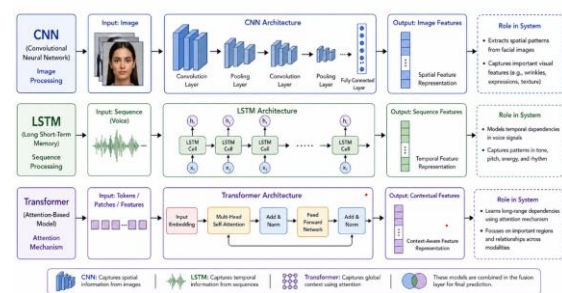 CNN
(Convolutional
Neural Network)
Image
Processing
Input: Image
CNN Architecture
Convolution
Layer
Pooling
Layer
Convolution
Layer
Pooling
Layer
Fully Connected
Layer
Output: Image Features
Spatial Feature
Representation
Role in System
• Extracts spatial patterns
from facial images
• Captures important visual
features (e.g., wrinkles,
expressions, texture)
LSTM
(Long Short-Term
Memory)
Sequence
Processing
Input: Sequence
(Voice)
LSTM Architecture
LSTM
Cell
LSTM
Cell
LSTM
Cell
LSTM
Cell
LSTM
Cell
Output: Sequence Features
Temporal Feature
Representation
Role in System
• Models temporal dependencies
in voice signals
• Captures patterns in tone,
pitch, energy, and rhythm
Transformer
(Attention-Based
Model)
Attention
Mechanism
Input: Tokens /
Patches / Features
Transformer Architecture
Input
Embedding
Multi-Head
Self-Attention
Add &
Norm
Feed
Forward
Network
Add &
Norm
Output: Contextual Features
Context-Aware Feature
Representation
Role in System
• Learns long-range dependencies
using attention mechanism
• Focuses on important regions
and relationships across
modalities
CNN: Captures spatial
information from images
LSTM: Captures temporal
information from sequences
Transformer: Captures global
context using attention
These models are combined in the fusion
layer for final prediction.